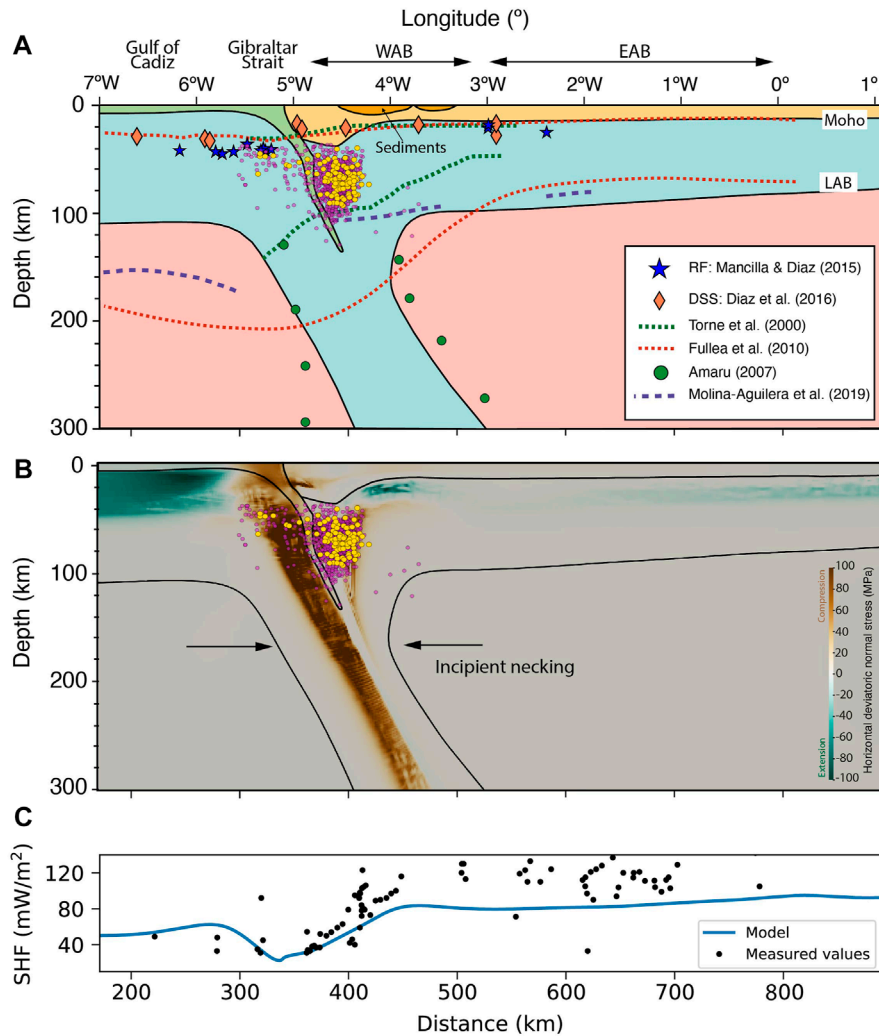 Longitude (º)
A
Gulf of
Cadiz
Gibraltar
Strait
WAB
EAB
7º 6ºW 5ºW 4ºW 3ºW 2ºW 1ºW 0º 1º
Depth (km)
0
100
200
300
Sediments
Moho
LAB
RF: Mancilla & Diaz (2015)
DSS: Diaz et al. (2016)
Torne et al. (2000)
Fullea et al. (2010)
Amaru (2007)
Molina-Aguilera et al. (2019)
B
Depth (km)
0
100
200
300
Incipient necking
Compression
Extension
100
80
60
40
20
0
-20
-40
-60
-80
-100
Horizontal deviatoric normal stress (MPa)
C
SHF (mW/m²)
120
80
40
Model
Measured values
200 300 400 500 600 700 800
Distance (km)